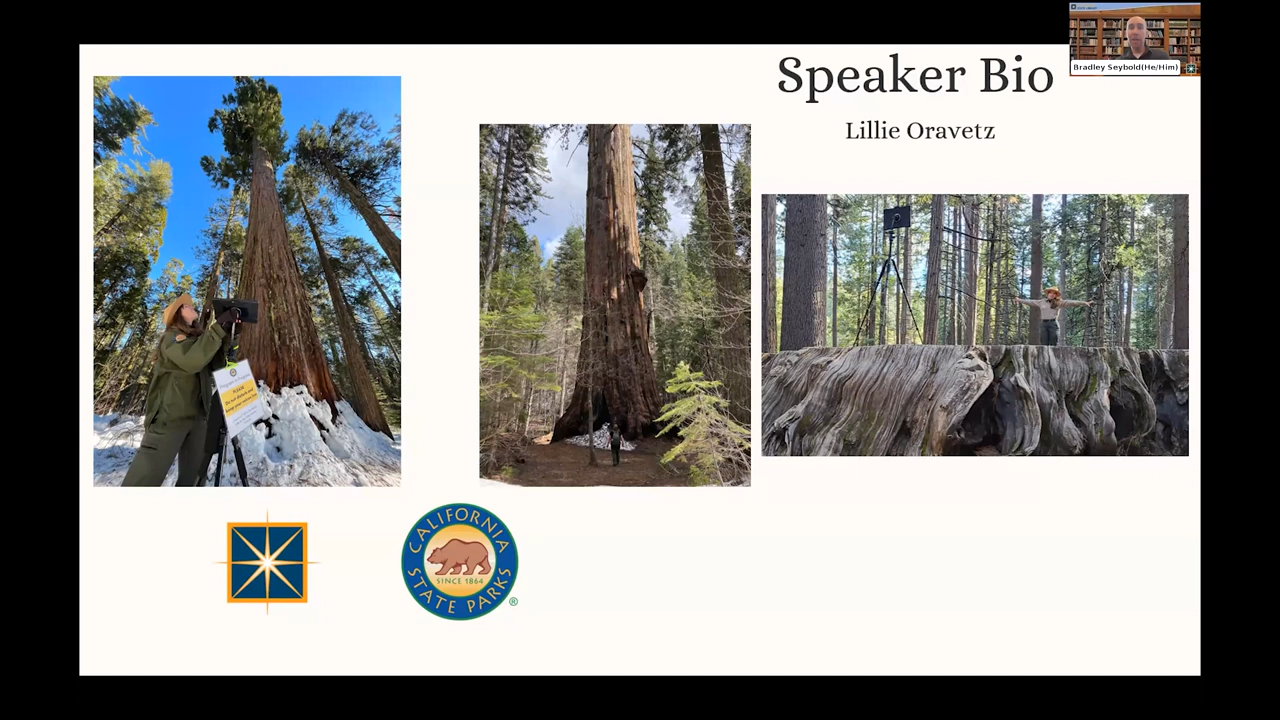 Speaker Bio
Lillie Oravetz
Bradley Seybold(He/Him)
CALIFORNIA
SINCE 1864
STATE PARKS
®